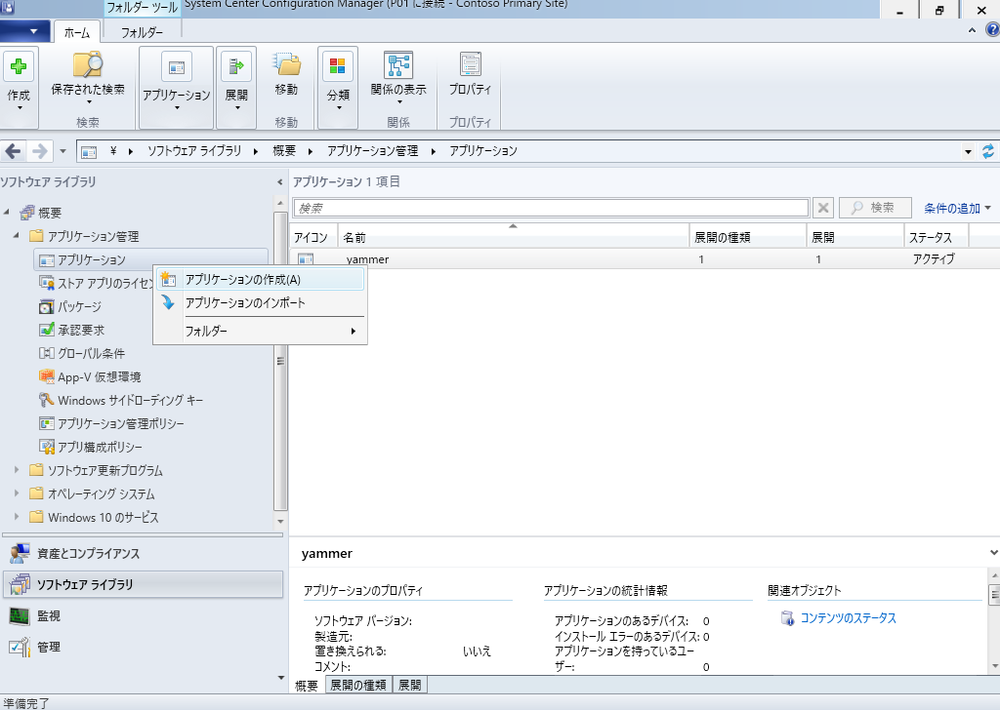 フォルダー ツール
System Center Configuration Manager (P01 に接続 - Contoso Primary Site)
ホーム
フォルダー
作成
保存された検索
検索
アプリケーション
展開
移動
移動
分類
関係の表示
関係
プロパティ
プロパティ
¥ ソフトウェア ライブラリ 概要 アプリケーション管理 アプリケーション
ソフトウェア ライブラリ
概要
アプリケーション管理
アプリケーション
ストア アプリのライセン
パッケージ
承認要求
グローバル条件
App-V 仮想環境
Windows サイドローディング キー
アプリケーション管理ポリシー
アプリ構成ポリシー
ソフトウェア更新プログラム
オペレーティング システム
Windows 10 のサービス
資産とコンプライアンス
ソフトウェア ライブラリ
監視
管理
アプリケーションの作成(A)
アプリケーションのインポート
フォルダー
アプリケーション 1 項目
検索
検索
条件の追加
アイコン 名前 展開の種類 展開 ステータス
yammer 1 1 アクティブ
yammer
アプリケーションのプロパティ
ソフトウェア バージョン:
製造元:
置き換えられる: いいえ
コメント:
アプリケーションの統計情報
アプリケーションのあるデバイス: 0
インストール エラーのあるデバイス: 0
アプリケーションを持っているユー
ザー: 0
関連オブジェクト
コンテンツのステータス
概要 展開の種類 展開
準備完了